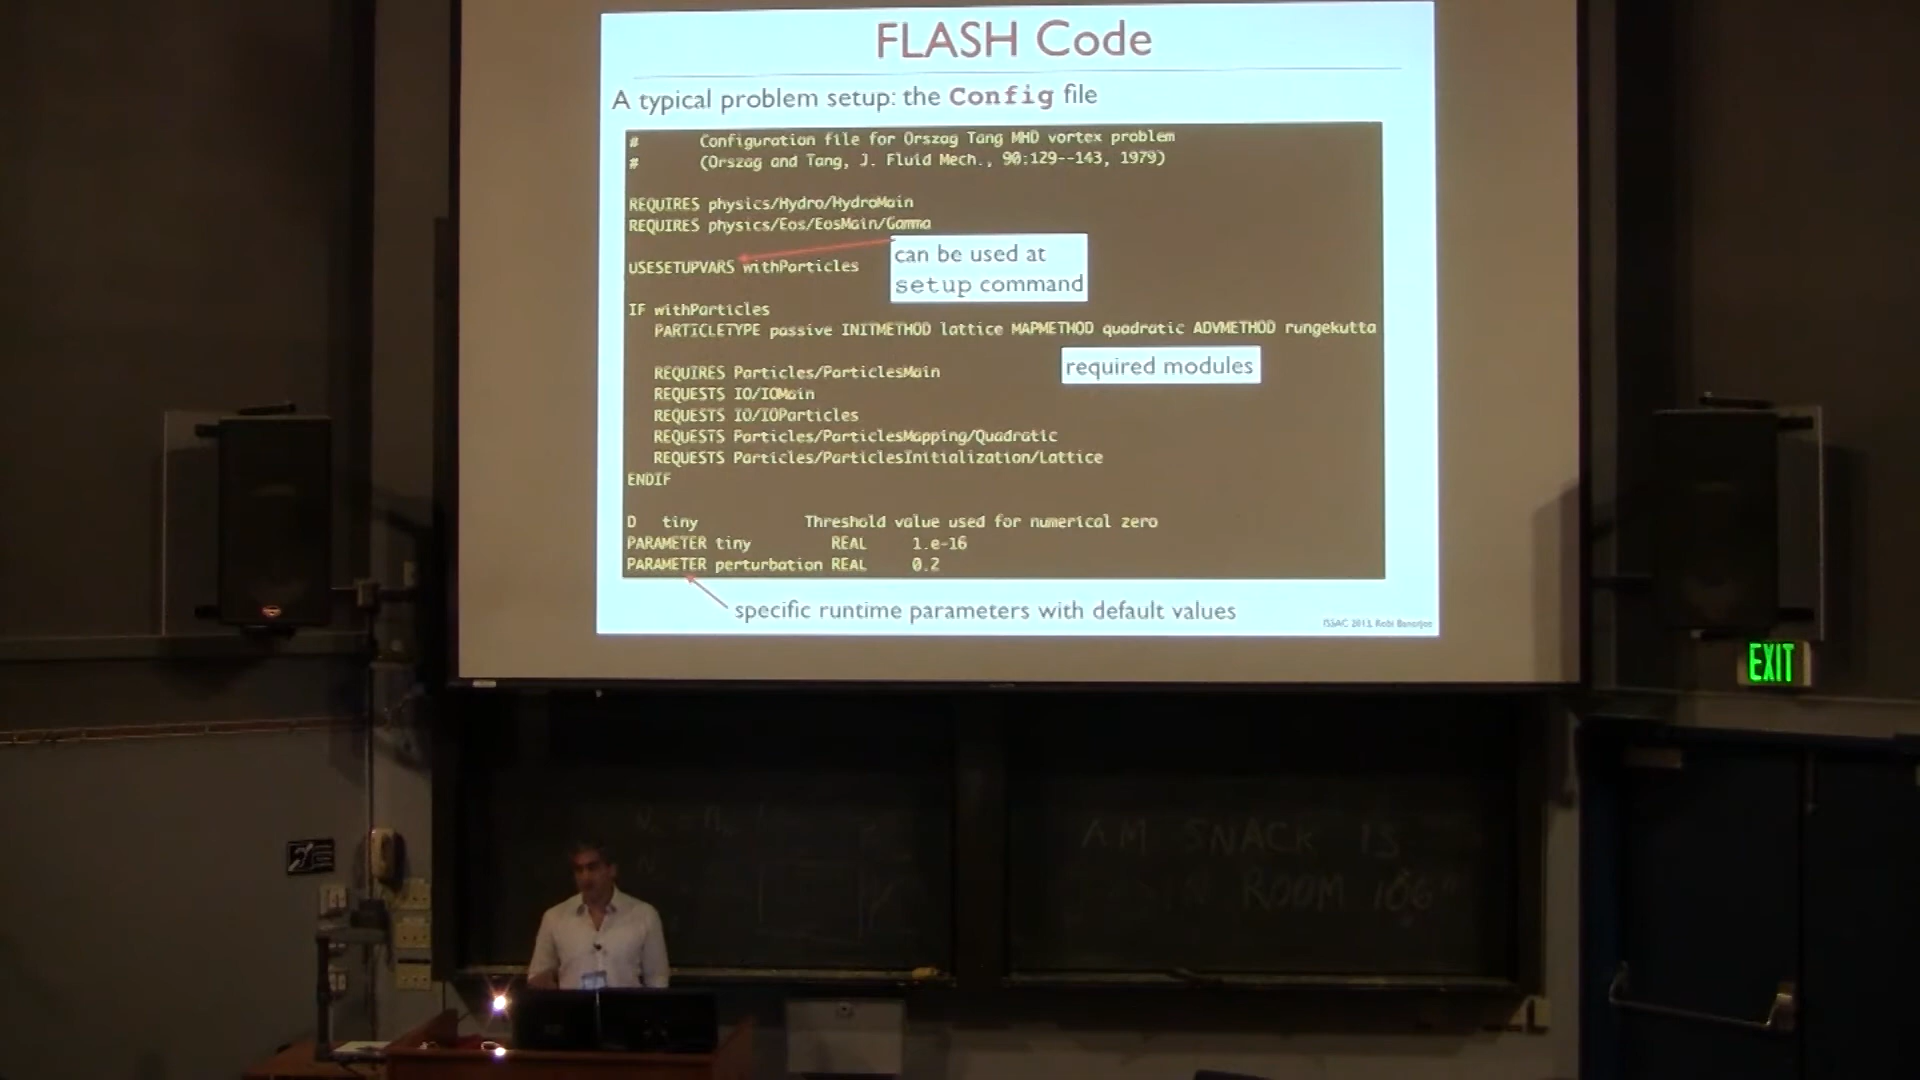 FLASH Code
A typical problem setup: the Config file
# Configuration file for Orszag Tang MHD vortex problem
# (Orszag and Tang, J. Fluid Mech., 90:129--143, 1979)
REQUIRES physics/Hydro/HydroMain
REQUIRES physics/Eos/EosMain/Gamma
can be used at
setup command
USESETUPVARS withParticles
IF withParticles
PARTICLETYPE passive INITMETHOD lattice MAPMETHOD quadratic ADVMETHOD rungekutta
required modules
REQUIRES Particles/ParticlesMain
REQUESTS IO/IOMain
REQUESTS IO/IOParticles
REQUESTS Particles/ParticlesMapping/Quadratic
REQUESTS Particles/ParticlesInitialization/Lattice
ENDIF
D tiny Threshold value used for numerical zero
PARAMETER tiny REAL 1.e-16
PARAMETER perturbation REAL 0.2
specific runtime parameters with default values
ISSAC 2013, Robi Banerjee
EXIT
AM SNACK IS
ROOM 106